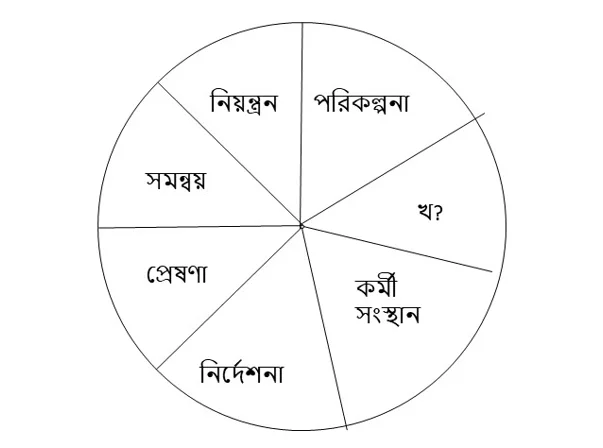 নিয়ন্ত্রন
পরিকল্পনা
সমন্বয়
খ?
প্রেষণা
কর্মী
সংস্থান
নির্দেশনা